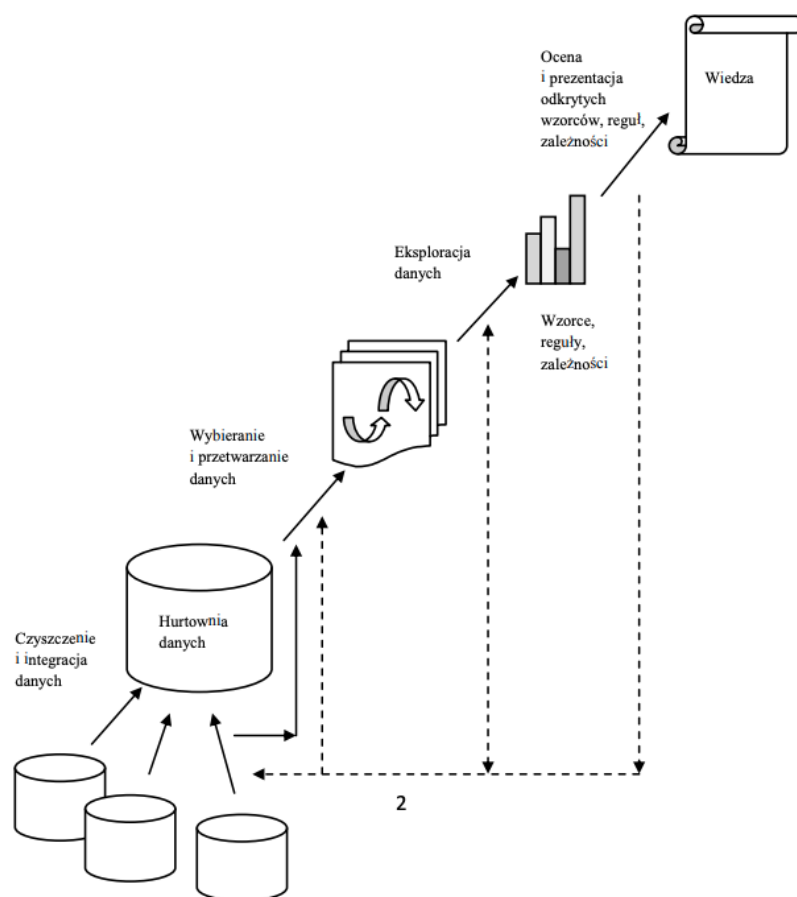 Ocena
i prezentacja
odkrytych
wzorców, reguł,
zależności
Wiedza
Eksploracja
danych
Wzorce,
reguły,
zależności
Wybieranie
i przetwarzanie
danych
Hurtownia
danych
Czyszczenie
i integracja
danych
2